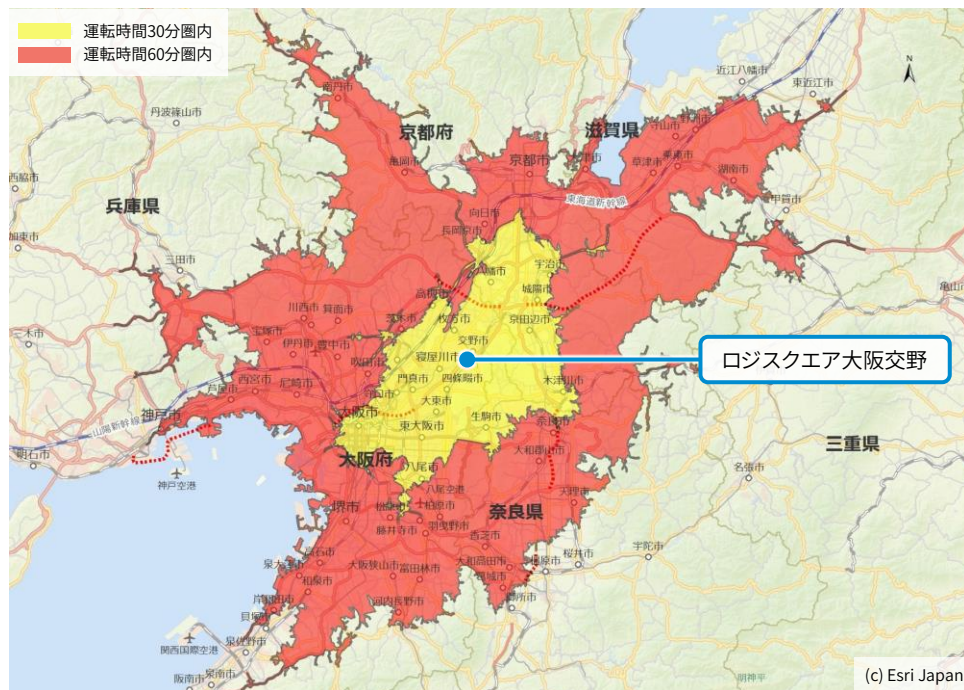 運転時間30分圏内
運転時間60分圏内
N
近江八幡市
東近江市
南丹市
丹波篠山市
京都府
滋賀県
守山市
京都市
草津市
栗東市
亀岡市
湖南市
西脇市
兵庫県
東海道新幹線
甲賀市
向日市
長岡京市
加東市
三田市
八幡市
宇治市
高槻市
城陽市
亀山市
川西市
箕面市
茨木市
枚方市
京田辺市
三木市
宝塚市
伊丹市
豊中市
交野市
吹田市
寝屋川市
ロジスクエア大阪交野
西宮市
尼崎市
門真市
四條畷市
木津川市
芦屋市
守口市
大東市
神戸市
大阪市
生駒市
奈良市
山陽新幹線
東大阪市
三重県
明石市
大阪府
八尾市
大和郡山市
名張市
神戸空港
八尾空港
天理市
堺市
松原市
柏原市
奈良県
藤井寺市
羽曳野市
香芝市
宇陀市
高石市
桜井市
泉大津市
大阪狭山市
富田林市
大和高田市
橿原市
和泉市
葛城市
岸和田市
河内長野市
御所市
貝塚市
泉佐野市
関西国際空港
阪南市
泉南市
明神平
(c) Esri Japan